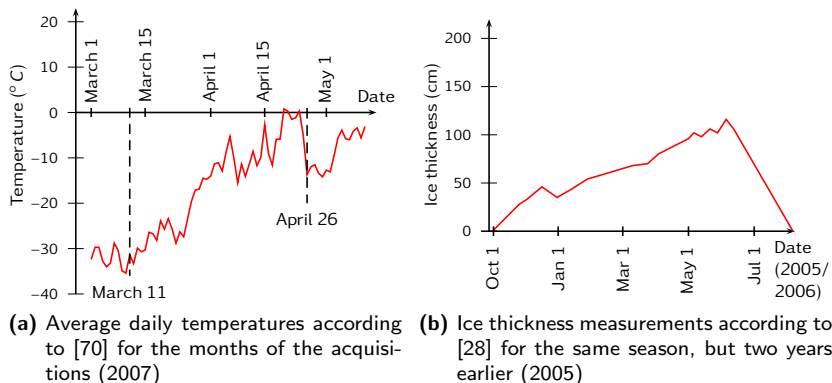 20
10
0
−10
−20
−30
−40
Temperature (°C)
March 1
March 15
April 1
April 15
May 1
Date
March 11
April 26
(a) Average daily temperatures according
to [70] for the months of the acquisi-
tions (2007)
200
150
100
50
0
Ice thickness (cm)
Oct 1
Jan 1
Mar 1
May 1
Jul 1
Date
(2005/
2006)
(b) Ice thickness measurements according to
[28] for the same season, but two years
earlier (2005)